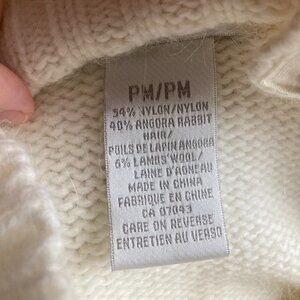 PM/PM
54% NYLON/NYLON
40% ANGORA RABBIT
HAIR/
POILS DE LAPIN ANGORA
6% LAMBS' WOOL/
LAINE D'AGNEAU
MADE IN CHINA
FABRIQUE EN CHINE
CA 07043
CARE ON REVERSE
ENTRETIEN AU VERSO